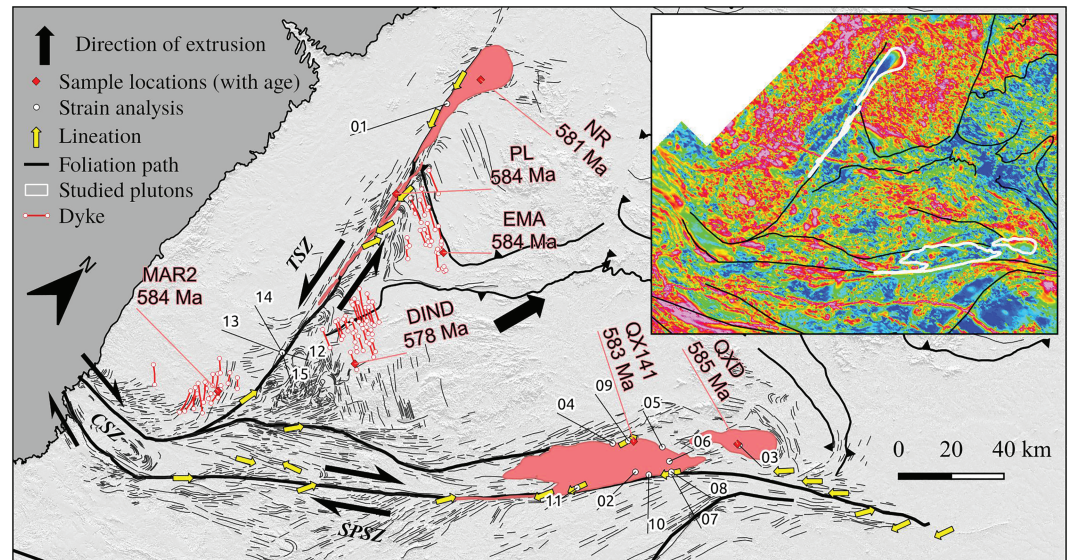 Direction of extrusion
Sample locations (with age)
Strain analysis
Lineation
Foliation path
Studied plutons
Dyke
N
01
NR
581 Ma
PL
584 Ma
EMA
584 Ma
TSZ
MAR2
584 Ma
14
13
12
15
DIND
578 Ma
QX141
583 Ma
QXD
585 Ma
09
04
05
06
03
CSZ
11
02
08
10
07
SPSZ
0 20 40 km